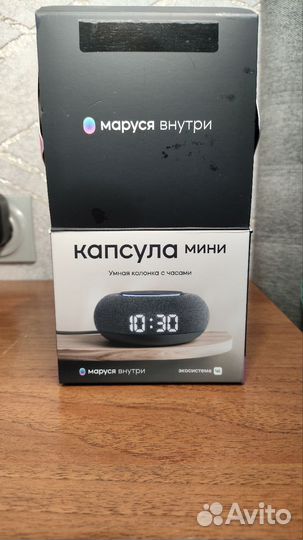 маруся внутри
капсула мини
Умная колонка с часами
10:30
маруся внутри
экосистема
Avito